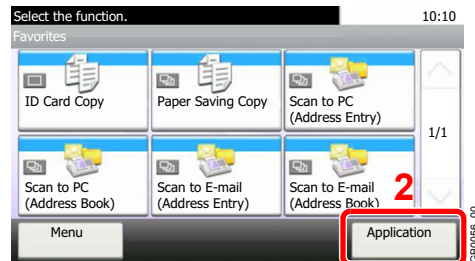 Select the function.
10:10
Favorites
ID Card Copy
Paper Saving Copy
Scan to PC
(Address Entry)
1/1
Scan to PC
(Address Book)
Scan to E-mail
(Address Entry)
Scan to E-mail
(Address Book)
2
Menu
Application